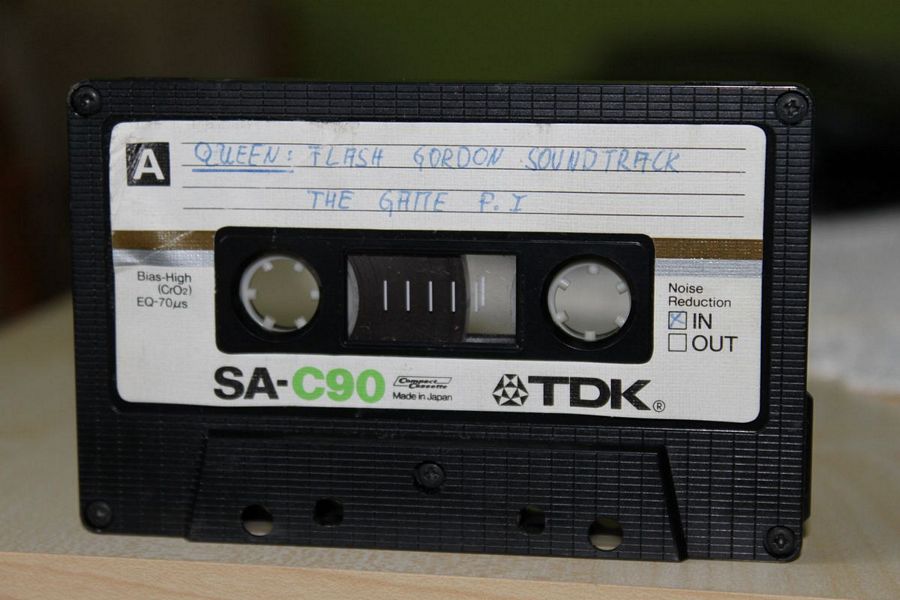 A
QUEEN: FLASH GORDON SOUNDTRACK
THE GAME P. I
Bias-High
(CrO2)
EQ-70µs
Noise
Reduction
IN
OUT
SA-C90
Compact
Cassette
Made in Japan
TDK®